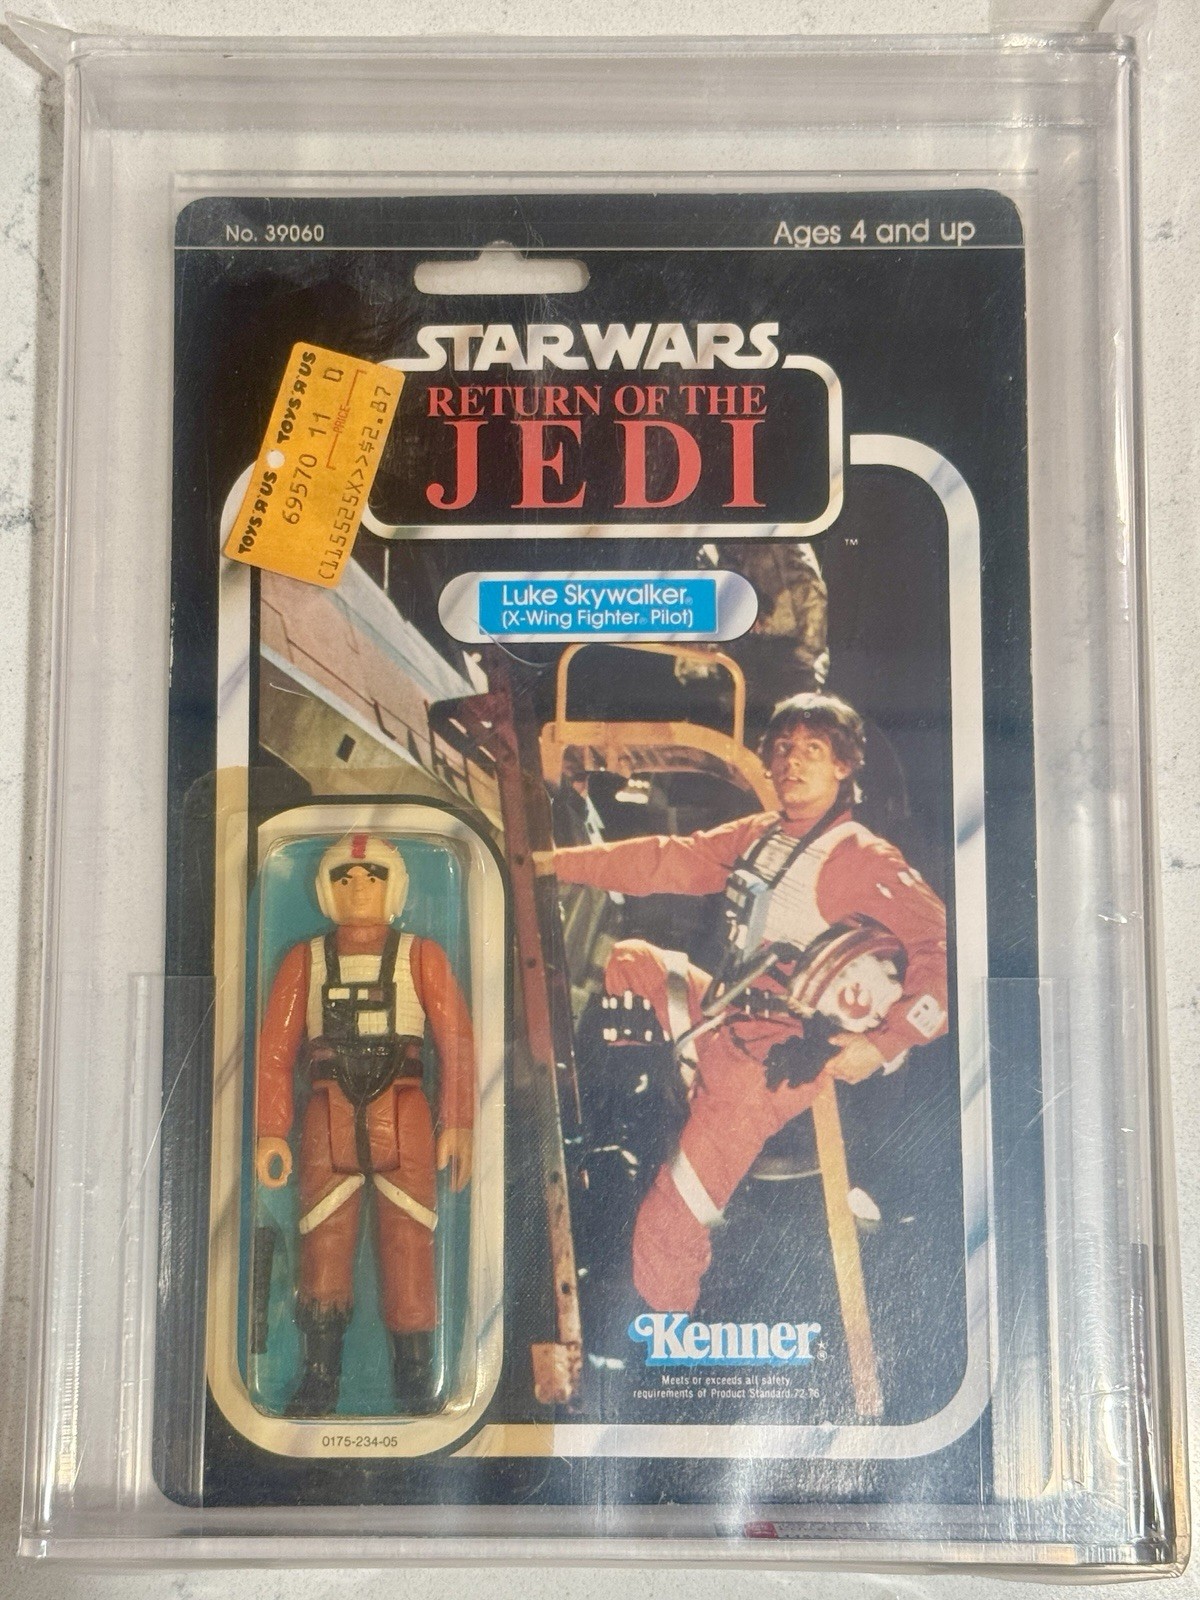 No. 39060
Ages 4 and up
STAR WARS
RETURN OF THE
JEDI
TM
TOYS "R" US TOYS "R" US
69570 11 D
PRICE
C115525X>>$2.87
Luke Skywalker®
(X-Wing Fighter® Pilot)
Kenner®
Meets or exceeds all safety
requirements of Product Standard 72-76
0175-234-05